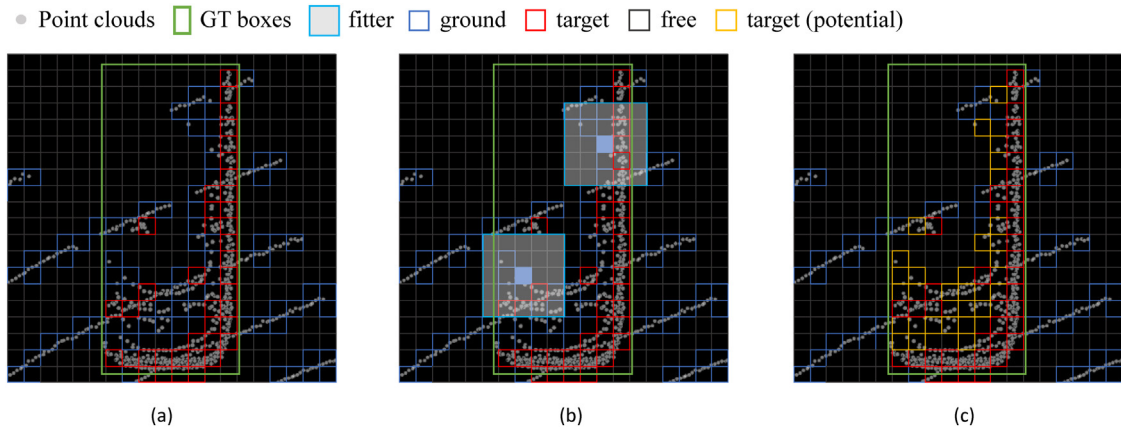 Point clouds GT boxes fitter ground target free target (potential)
(a) (b) (c)